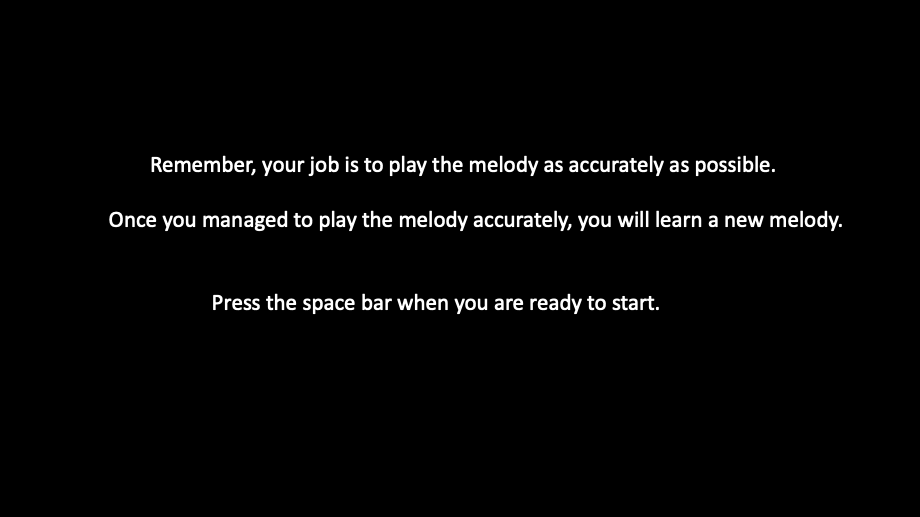 Remember, your job is to play the melody as accurately as possible.
Once you managed to play the melody accurately, you will learn a new melody.
Press the space bar when you are ready to start.